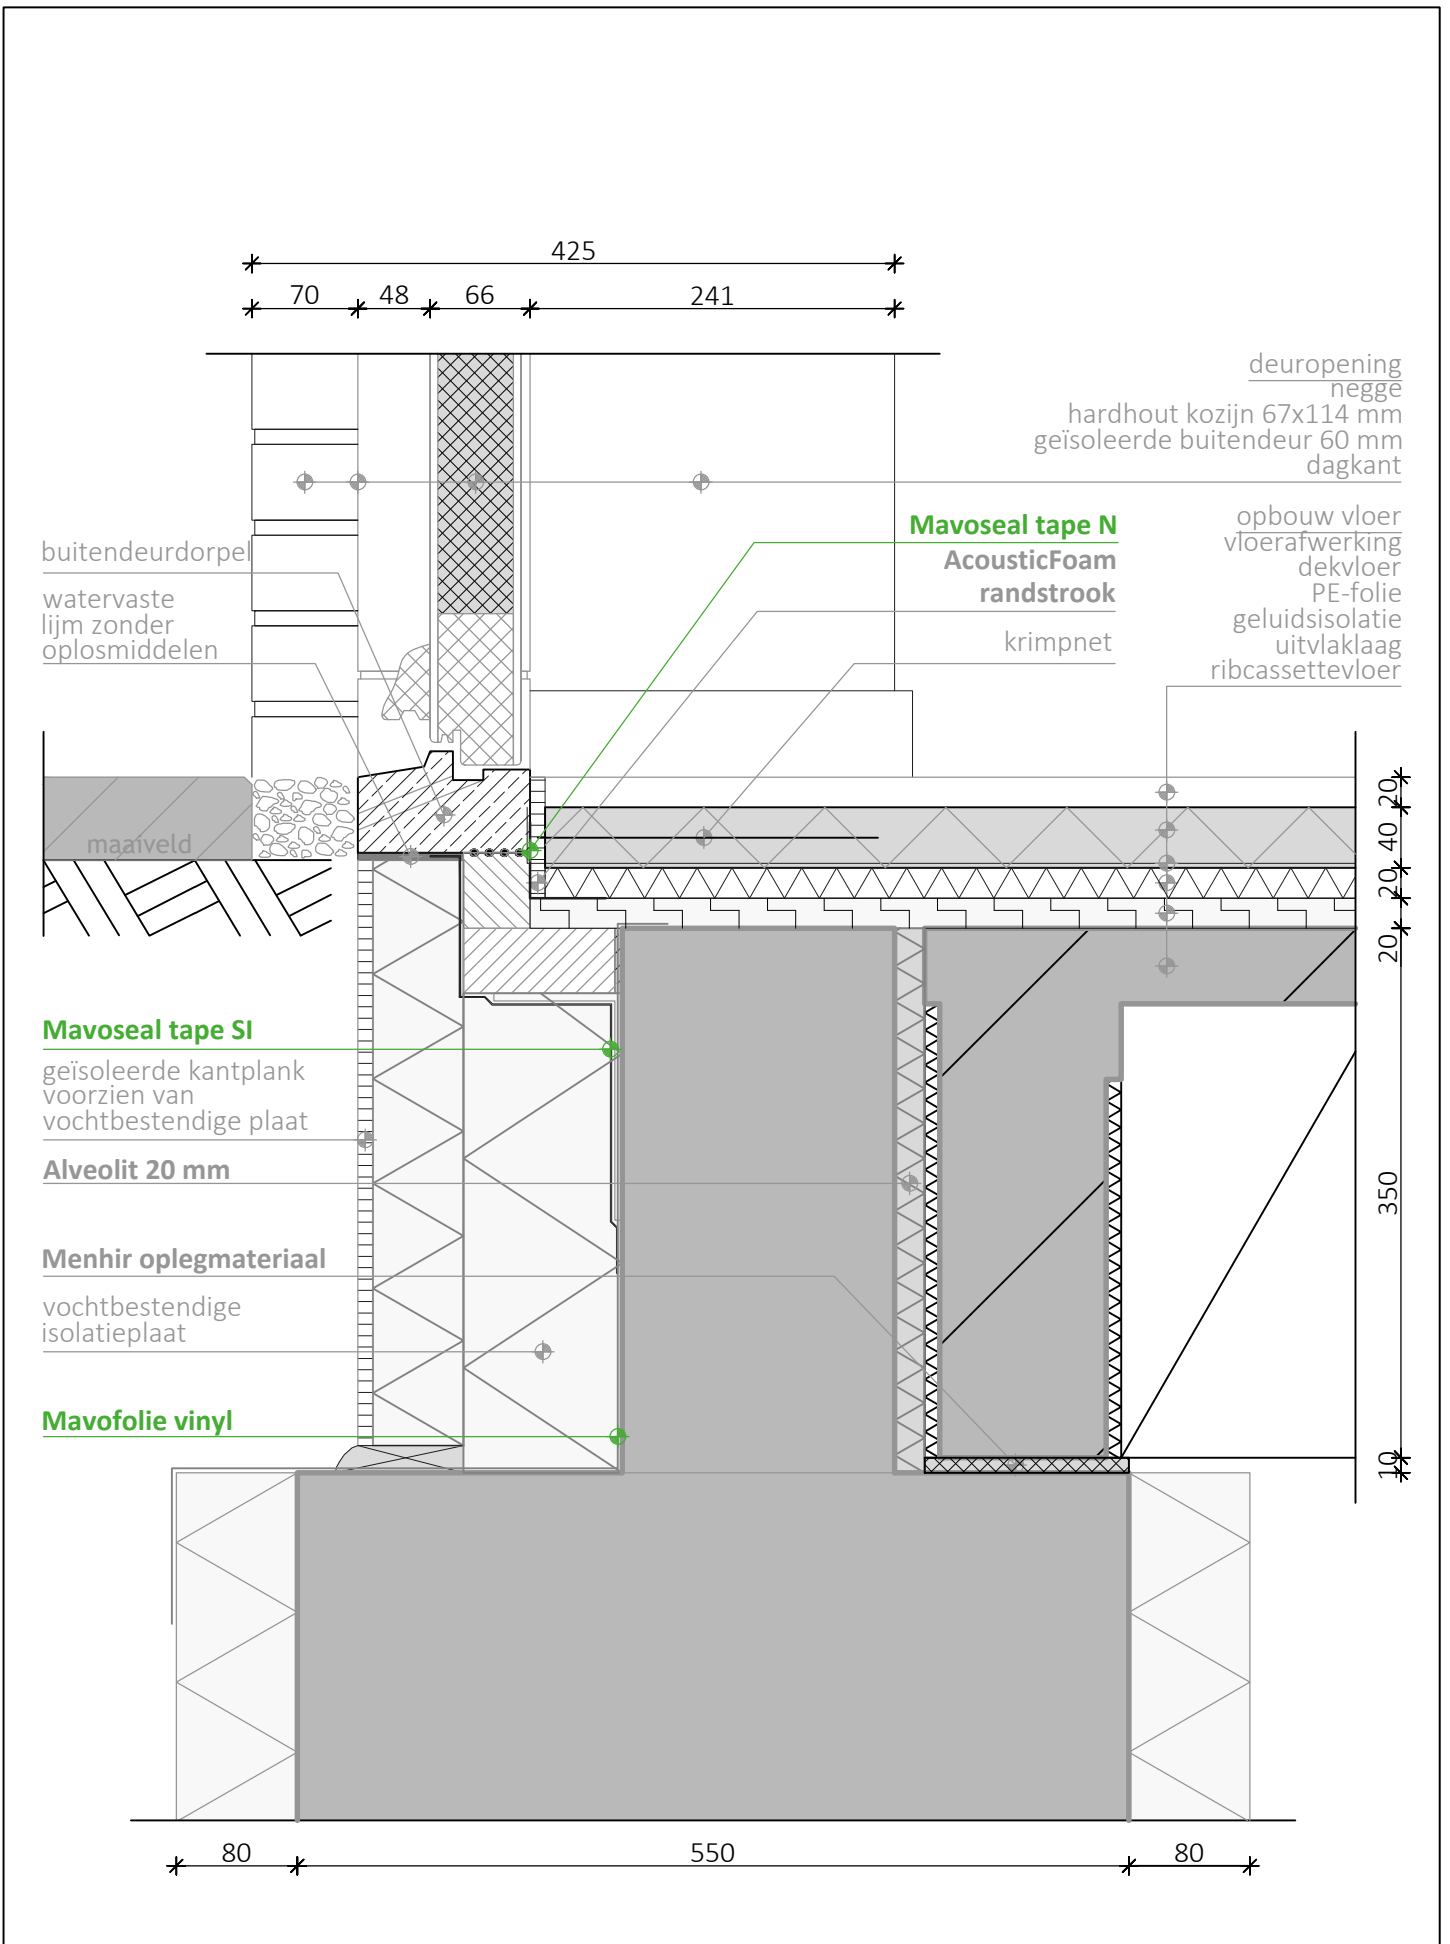 425
70 48 66 241
deuropening
negge
hardhout kozijn 67x114 mm
geïsoleerde buitendeur 60 mm
dagkant
Mavoseal tape N
AcousticFoam
randstrook
krimpnet
opbouw vloer
vloerafwerking
dekvloer
PE-folie
geluidsisolatie
uitvlaklaag
ribcassettevloer
buitendeurdorpel
watervaste
lijm zonder
oplosmiddelen
maaiveld
20
40
20
20
350
10
Mavoseal tape SI
geïsoleerde kantplank
voorzien van
vochtbestendige plaat
Alveolit 20 mm
Menhir oplegmateriaal
vochtbestendige
isolatieplaat
Mavofolie vinyl
80 550 80